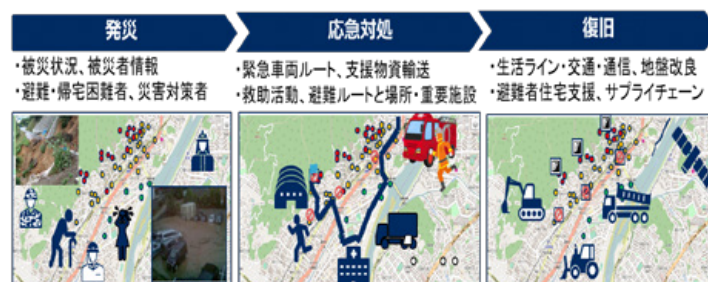 発災
・被災状況、被災者情報
・避難・帰宅困難者、災害対策者
応急対処
・緊急車両ルート、支援物資輸送
・救助活動、避難ルートと場所・重要施設
復旧
・生活ライン・交通・通信、地盤改良
・避難者住宅支援、サプライチェーン